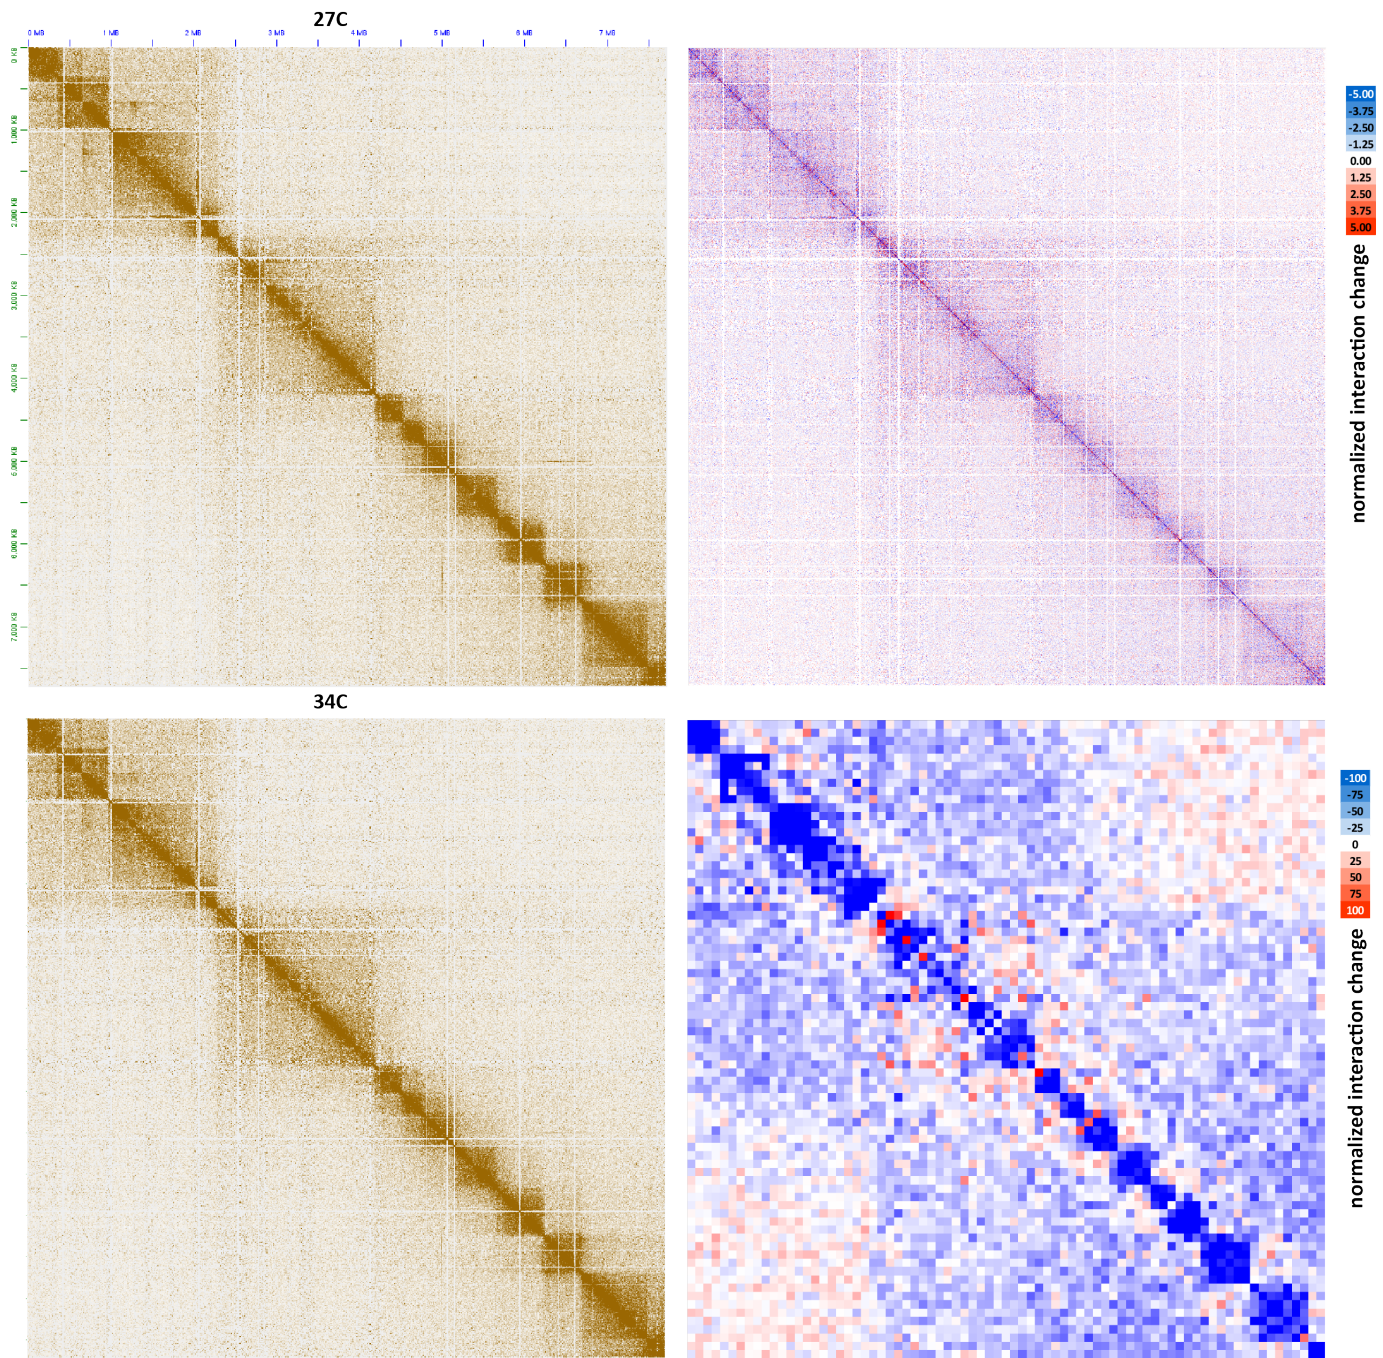 27C
0 MB 1 MB 2 MB 3 MB 4 MB 5 MB 6 MB 7 MB
0 KB
1,000 KB
2,000 KB
3,000 KB
4,000 KB
5,000 KB
6,000 KB
7,000 KB
-5.00
-3.75
-2.50
-1.25
0.00
1.25
2.50
3.75
5.00
normalized interaction change
34C
-100
-75
-50
-25
0
25
50
75
100
normalized interaction change